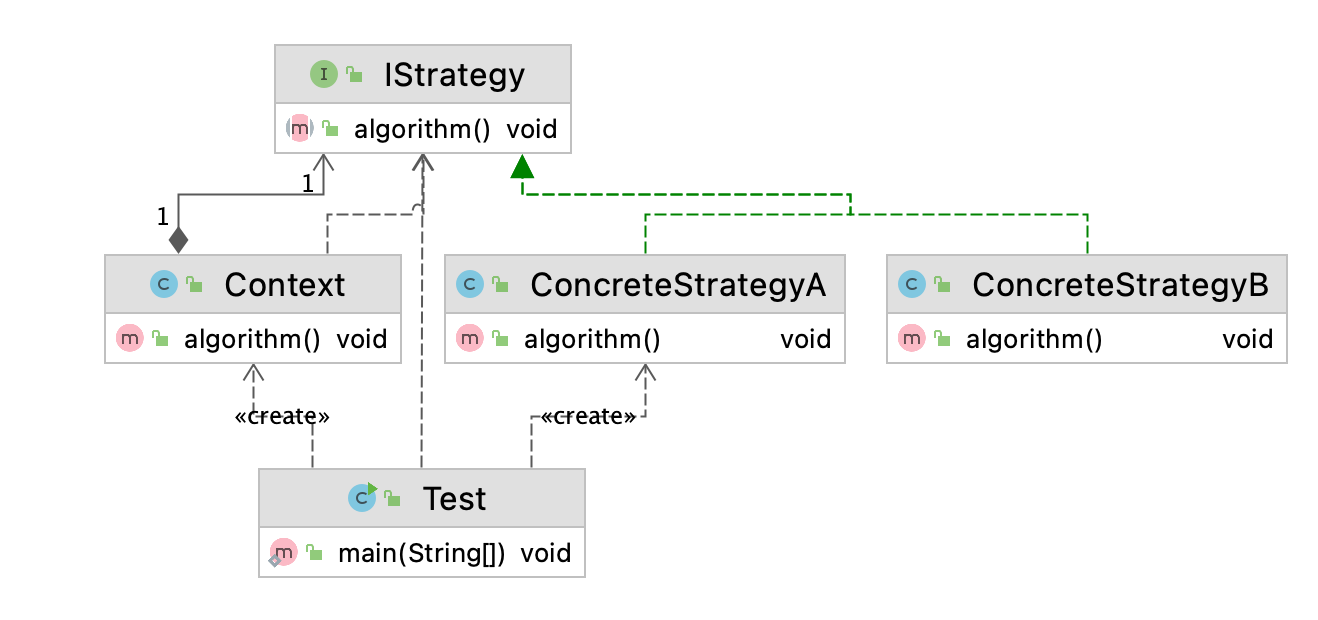 I IStrategy
m algorithm() void
1
1
C Context
m algorithm() void
C ConcreteStrategyA
m algorithm() void
C ConcreteStrategyB
m algorithm() void
«create»
«create»
C Test
m main(String[]) void